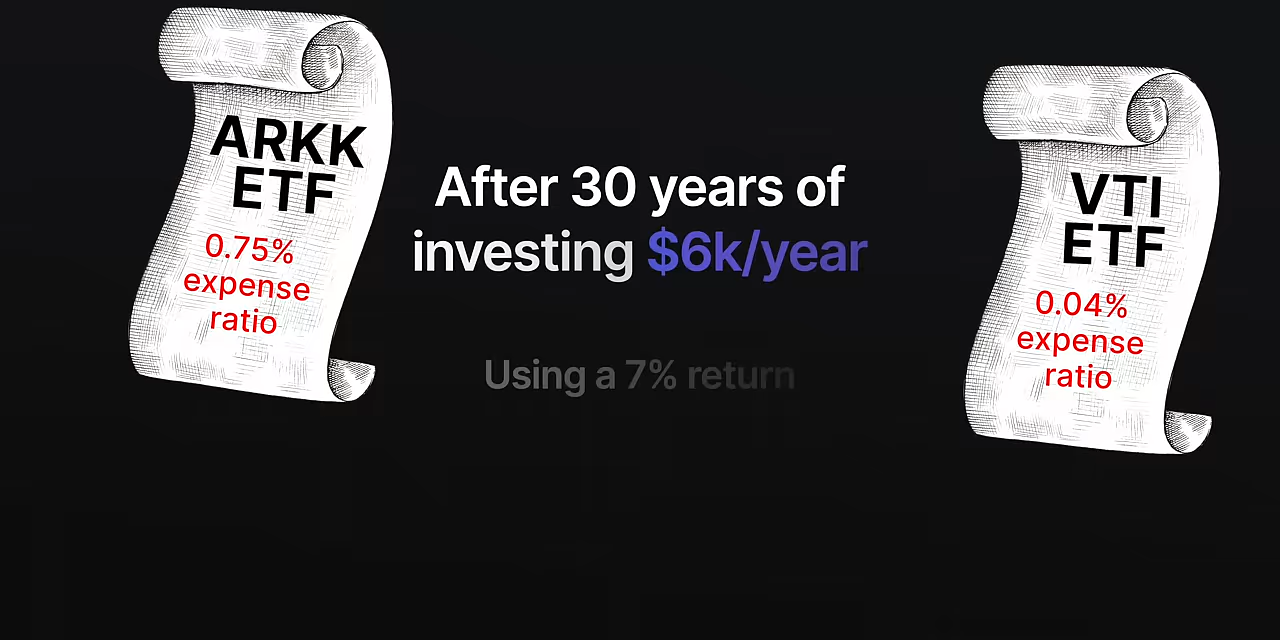 ARKK
ETF
0.75%
expense
ratio
After 30 years of
investing $6k/year
Using a 7% return
VTI
ETF
0.04%
expense
ratio